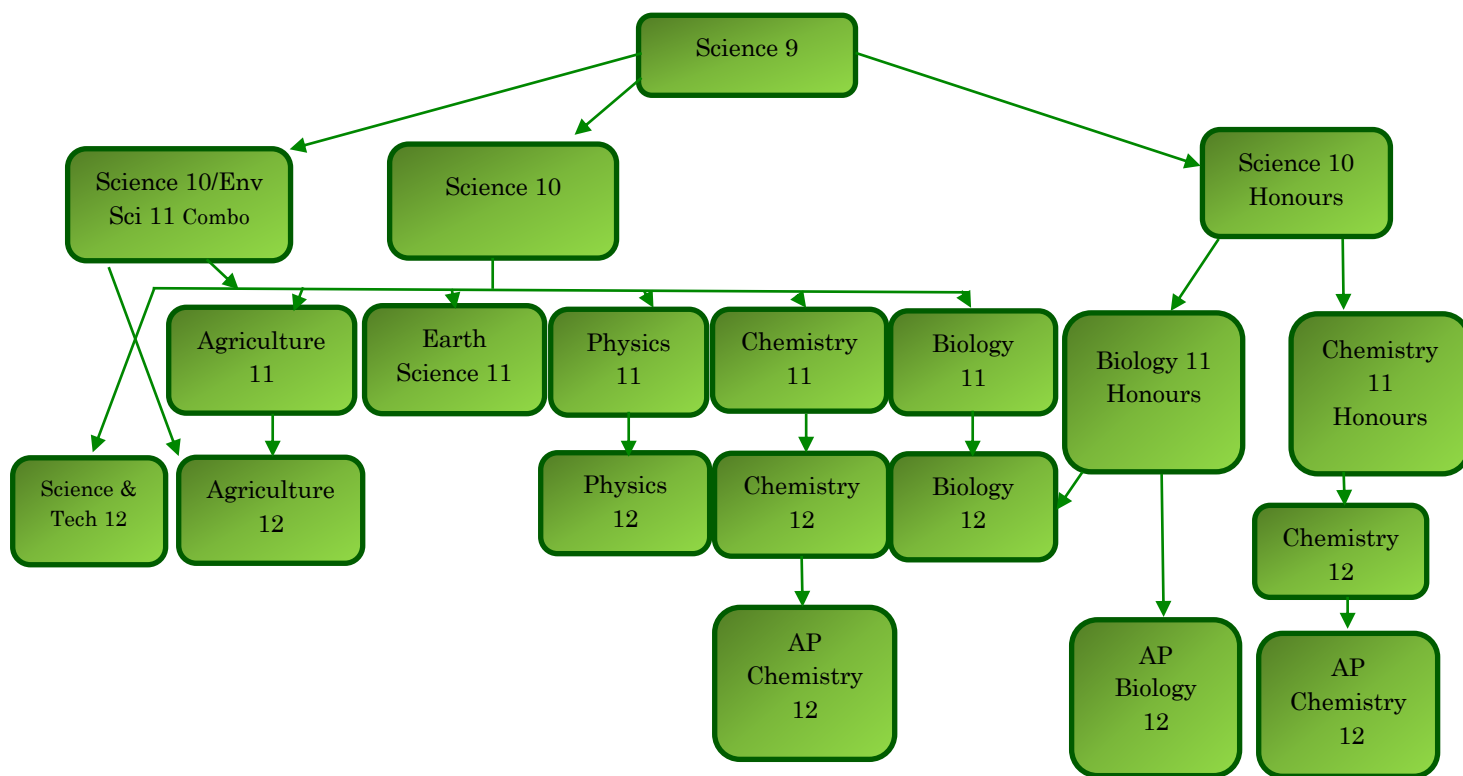 Science 9
Science 10/Env
Sci 11 Combo
Science 10
Science 10
Honours
Agriculture
11
Earth
Science 11
Physics
11
Chemistry
11
Biology
11
Biology 11
Honours
Chemistry
11
Honours
Science &
Tech 12
Agriculture
12
Physics
12
Chemistry
12
Biology
12
Chemistry
12
AP
Chemistry
12
AP
Biology
12
AP
Chemistry
12